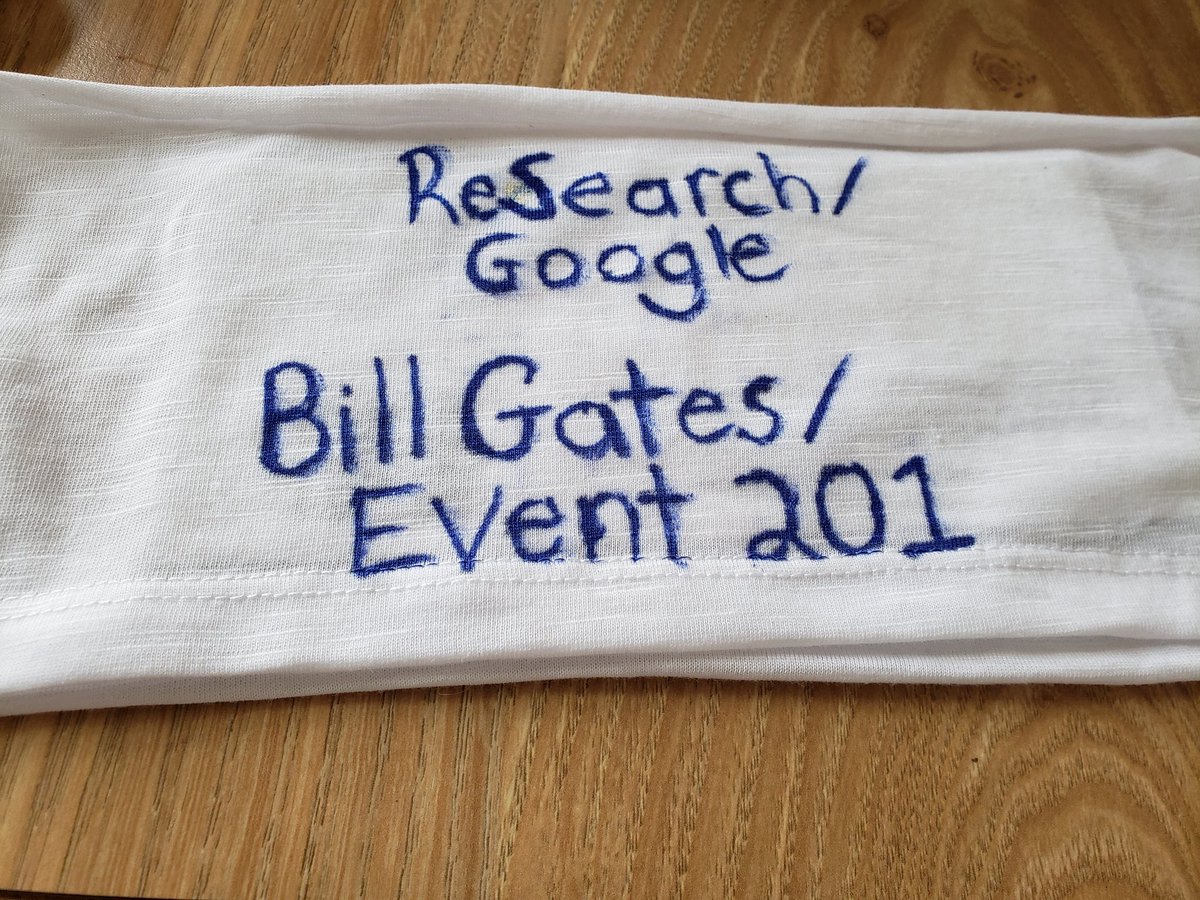 Research/
Google
Bill Gates/
Event 201